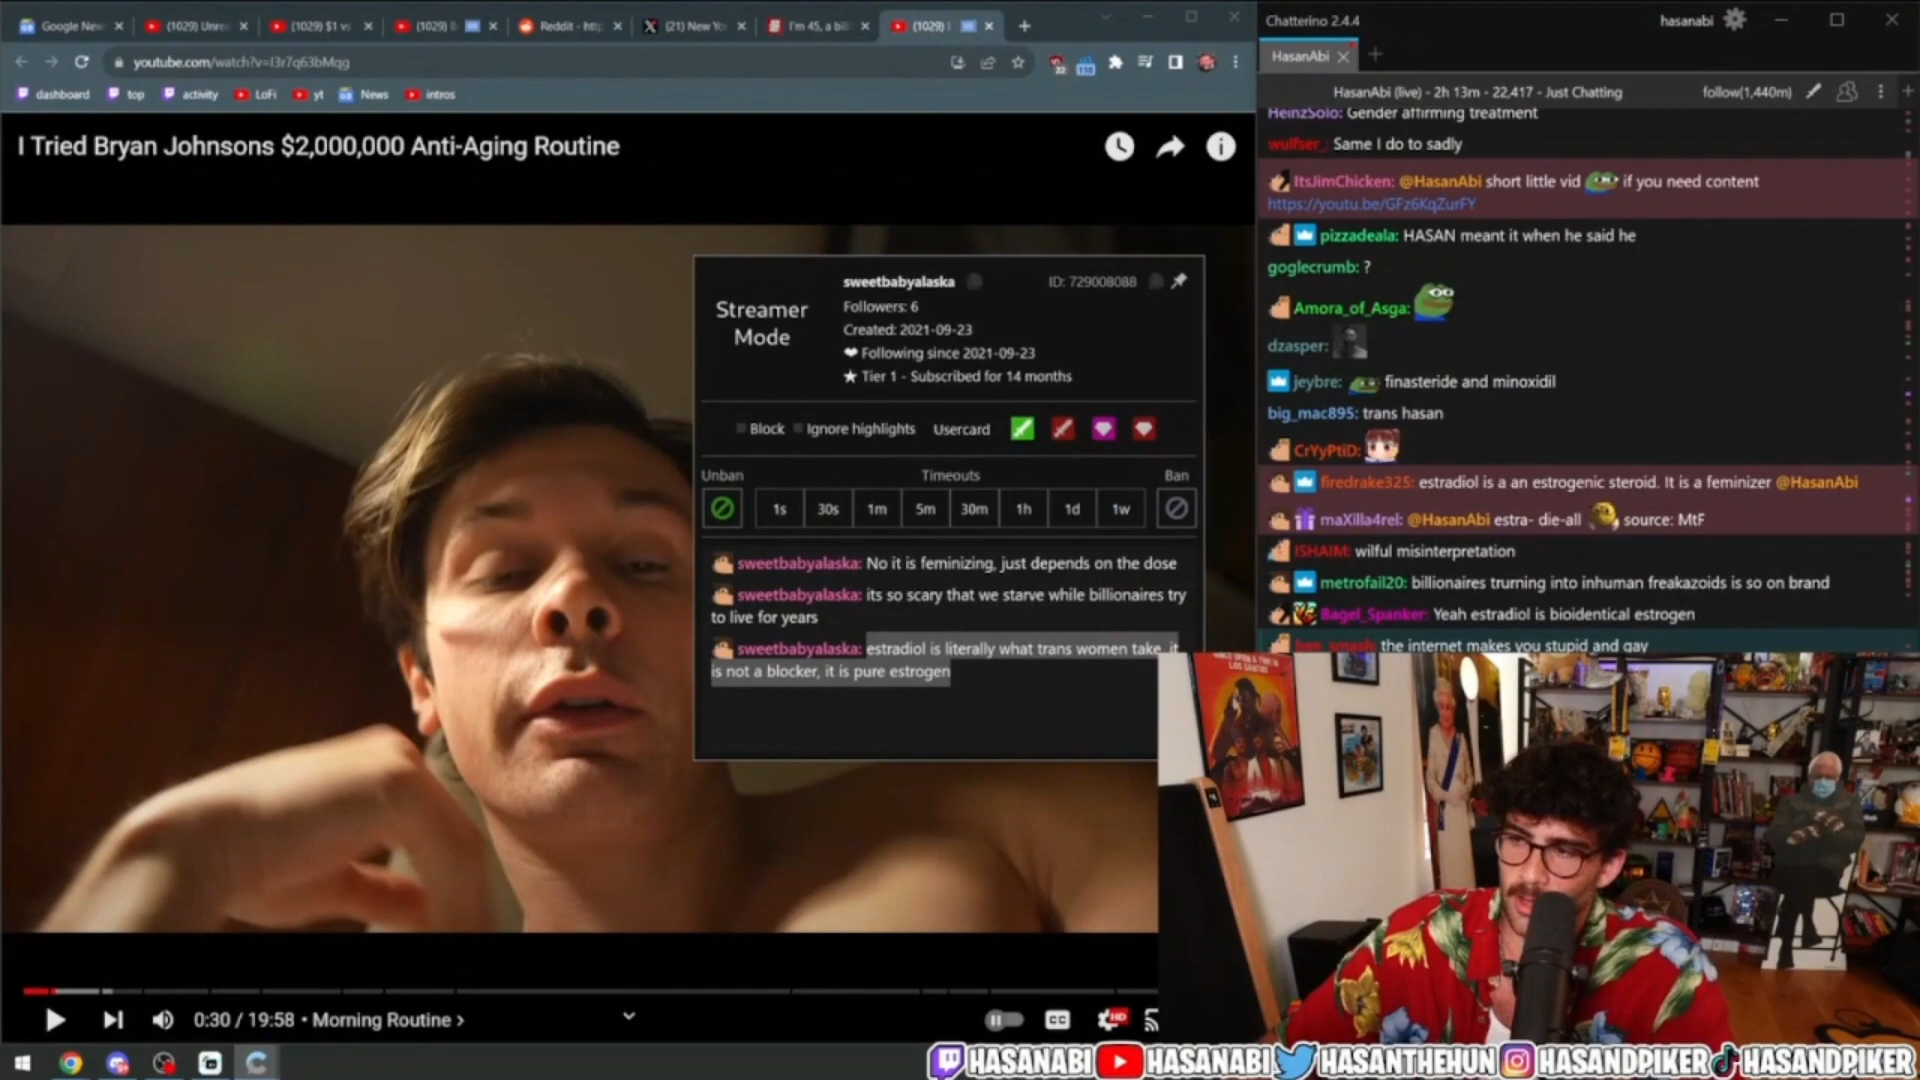 Google New
(1029) Unre
(1029) $1 vs
(1029)
Reddit - http
(21) New Yo
I'm 45, a bil
(1029)
youtube.com/watch?v=I3r7q63bMqg
dashboard
top
activity
LoFi
yt
News
intros
I Tried Bryan Johnsons $2,000,000 Anti-Aging Routine
Streamer
Mode
sweetbabyalaska
ID: 729008088
Followers: 6
Created: 2021-09-23
Following since 2021-09-23
Tier 1 - Subscribed for 14 months
Block
Ignore highlights
Usercard
Unban
Timeouts
Ban
1s 30s 1m 5m 30m 1h 1d 1w
sweetbabyalaska: No it is feminizing, just depends on the dose
sweetbabyalaska: its so scary that we starve while billionaires try
to live for years
sweetbabyalaska: estradiol is literally what trans women take, it
is not a blocker, it is pure estrogen
0:30 / 19:58 • Morning Routine >
CC
HD
Chatterino 2.4.4
hasanabi
HasanAbi
HasanAbi (live) - 2h 13m - 22,417 - Just Chatting
follow(1,440m)
HeinzSolo: Gender affirming treatment
wulfser_: Same I do to sadly
ItsJimChicken: @HasanAbi short little vid if you need content
https://youtu.be/GFz6KqZurFY
pizzadeala: HASAN meant it when he said he
goglecrumb: ?
Amora_of_Asga:
dzasper:
jeybre: finasteride and minoxidil
big_mac895: trans hasan
CrYyPtiD:
firedrake325: estradiol is a an estrogenic steroid. It is a feminizer @HasanAbi
maXilla4rel: @HasanAbi estra- die-all source: MtF
ISHAIM: wilful misinterpretation
metrofail20: billionaires trurning into inhuman freakazoids is so on brand
Bagel_Spanker: Yeah estradiol is bioidentical estrogen
the internet makes you stupid and gay
LOS SANTOS
HASANABI
HASANABI
HASANTHEHUN
HASANDPIKER
HASANDPIKER